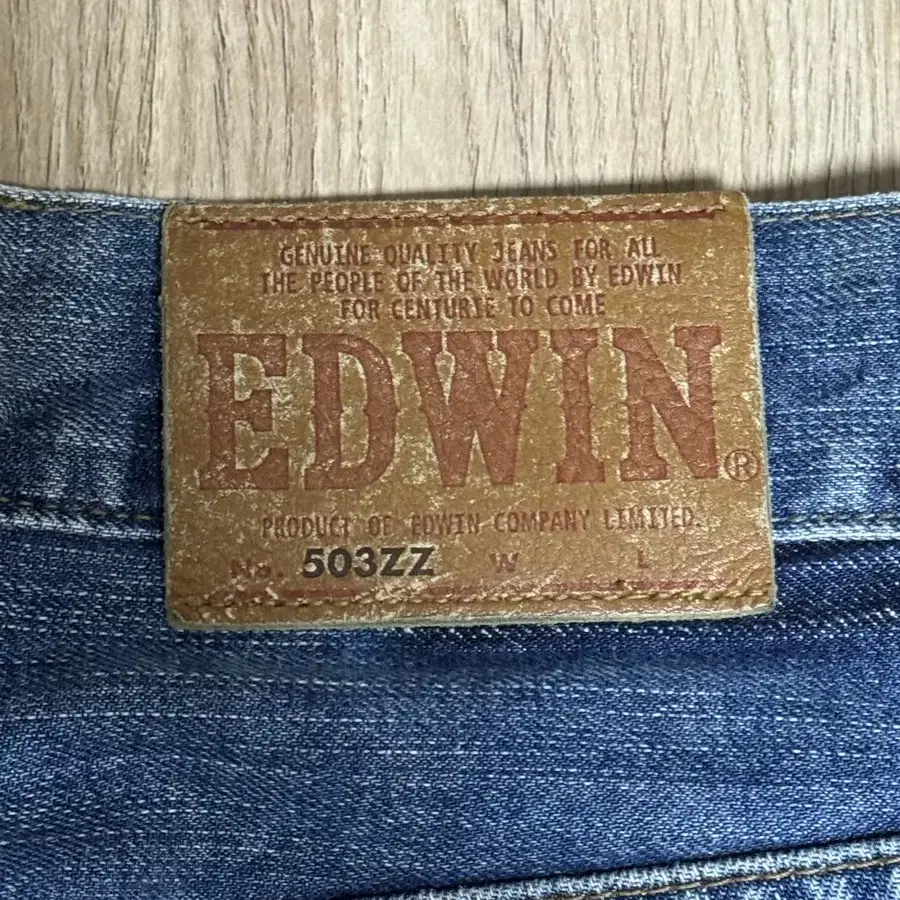 GENUINE QUALITY JEANS FOR ALL
THE PEOPLE OF THE WORLD BY EDWIN
FOR CENTURIE TO COME
EDWIN®
PRODUCT OF EDWIN COMPANY LIMITED.
No. 503ZZ W L